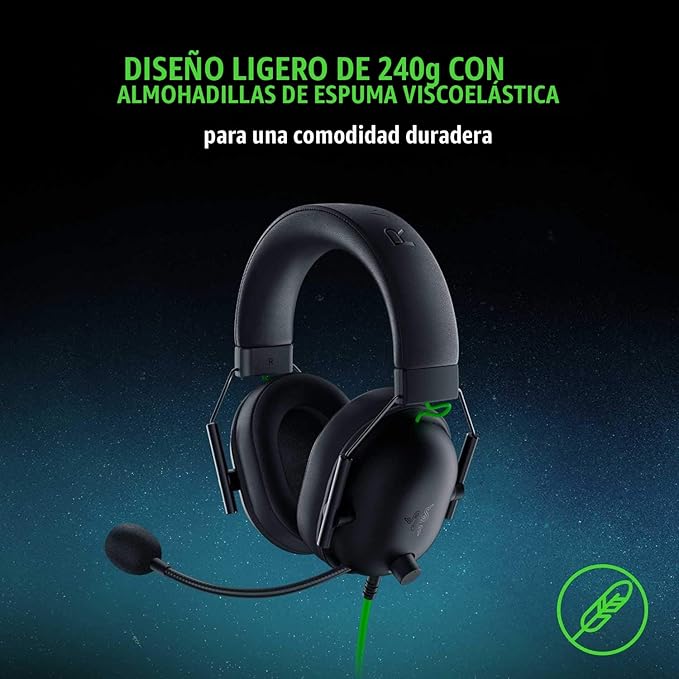 DISEÑO LIGERO DE 240g CON
ALMOHADILLAS DE ESPUMA VISCOELÁSTICA
para una comodidad duradera
R